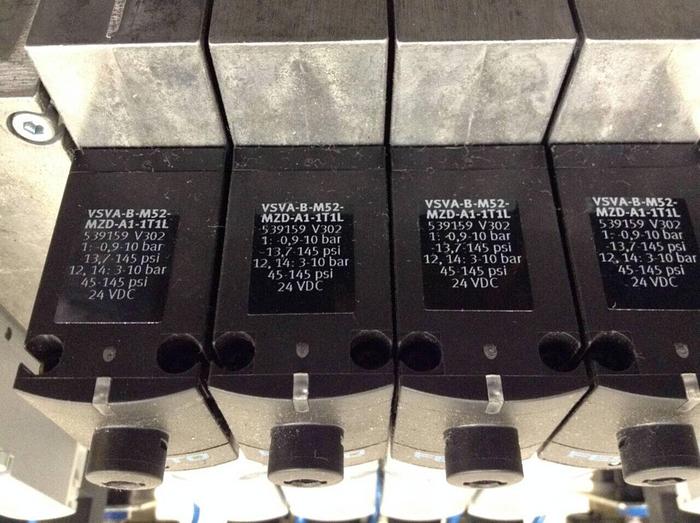 VSVA-B-M52-
MZD-A1-1T1L
539159 V302
1: -0,9-10 bar
-13,7-145 psi
12, 14: 3-10 bar
45-145 psi
24 VDC
VSVA-B-M52-
MZD-A1-1T1L
539159 V302
1: -0,9-10 bar
-13,7-145 psi
12, 14: 3-10 bar
45-145 psi
24 VDC
VSVA-B-M52-
MZD-A1-1T1L
539159 V302
1: -0,9-10 bar
-13,7-145 psi
12, 14: 3-10 bar
45-145 psi
24 VDC
VSVA-B-M52-
MZD-A1-1T1L
539159 V302
1: -0,9-10 bar
-13,7-145 psi
12, 14: 3-10 bar
45-145 psi
24 VDC